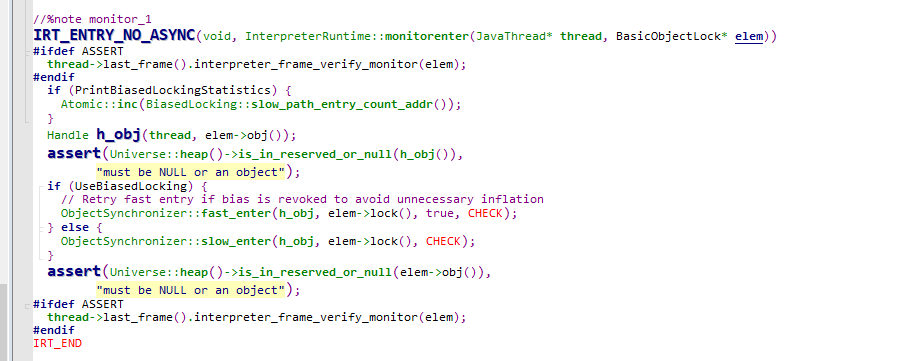 //%note monitor_1
IRT_ENTRY_NO_ASYNC(void, InterpreterRuntime::monitorenter(JavaThread* thread, BasicObjectLock* elem))
#ifdef ASSERT
  thread->last_frame().interpreter_frame_verify_monitor(elem);
#endif
  if (PrintBiasedLockingStatistics) {
    Atomic::inc(BiasedLocking::slow_path_entry_count_addr());
  }
  Handle h_obj(thread, elem->obj());
  assert(Universe::heap()->is_in_reserved_or_null(h_obj()),
         "must be NULL or an object");
  if (UseBiasedLocking) {
    // Retry fast entry if bias is revoked to avoid unnecessary inflation
    ObjectSynchronizer::fast_enter(h_obj, elem->lock(), true, CHECK);
  } else {
    ObjectSynchronizer::slow_enter(h_obj, elem->lock(), CHECK);
  }
  assert(Universe::heap()->is_in_reserved_or_null(elem->obj()),
         "must be NULL or an object");
#ifdef ASSERT
  thread->last_frame().interpreter_frame_verify_monitor(elem);
#endif
IRT_END